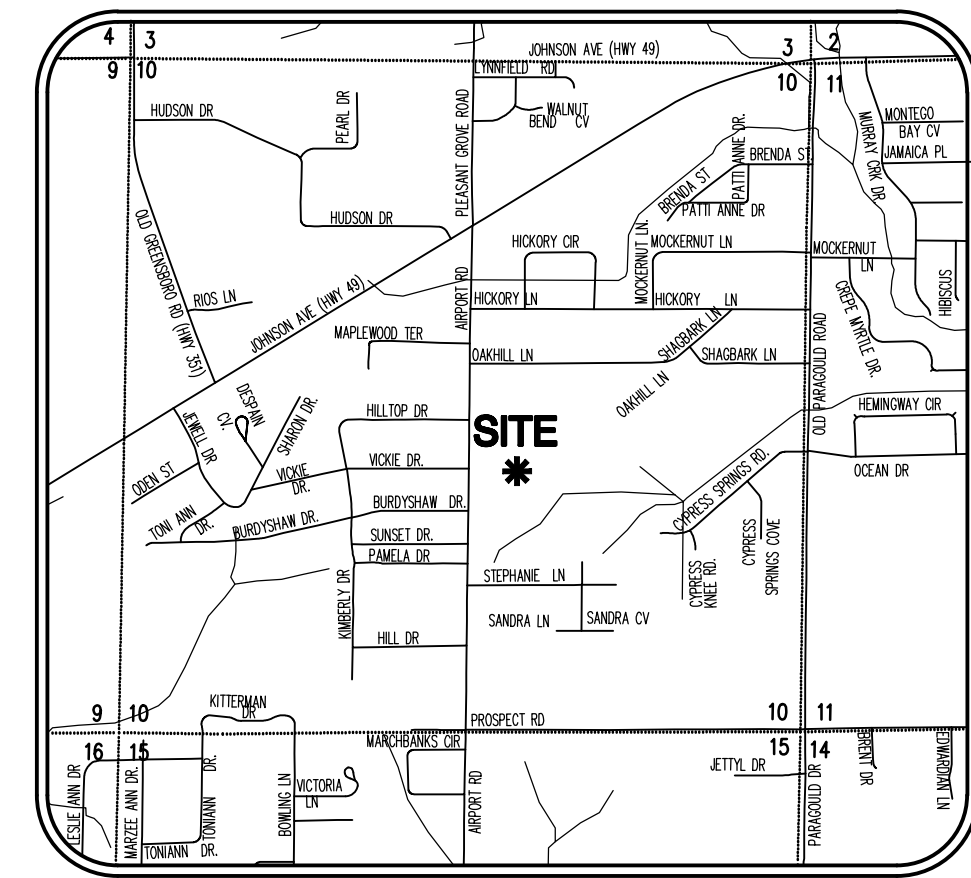 4 3
3 2
JOHNSON AVE (HWY 49)
9 10
10 11
LYNNFIELD RD
HUDSON DR
PEARL DR
PLEASANT GROVE ROAD
WALNUT
BEND CV
MURRAY CRK DR
MONTEGO
BAY CV
JAMAICA PL
PATTI ANNE DR.
BRENDA ST
BRENDA ST
PATTI ANNE DR
OLD GREENSBORO RD (HWY 351)
HUDSON DR
HICKORY CIR
MOCKERNUT LN.
MOCKERNUT LN
MOCKERNUT
LN
HIBISCUS
RIOS LN
JOHNSON AVE (HWY 49)
AIRPORT RD
HICKORY LN
HICKORY LN
CREPE MYRTLE DR.
MAPLEWOOD TER
OAKHILL LN
SHAGBARK LN
SHAGBARK LN
OLD PARAGOULD ROAD
OAKHILL LN
DESPAIN
CV.
JEWELL DR
SHARON DR.
HILLTOP DR
SITE
HEMINGWAY CIR
ODEN ST
VICKIE
DR.
VICKIE DR.
OCEAN DR
CYPRESS SPRINGS RD.
TONI ANN
DR.
BURDYSHAW DR.
BURDYSHAW DR.
SUNSET DR.
PAMELA DR
CYPRESS
SPRINGS COVE
CYPRESS
KNEE RD.
KIMBERLY DR
STEPHANIE LN
SANDRA LN
SANDRA CV
HILL DR
KITTERMAN
DR
9 10
10 11
PROSPECT RD
16 15
15 14
MARCHBANKS CIR
LESLIE ANN DR
MARZEE ANN DR.
TONIANN DR.
TONIANN DR.
BOWLING LN
VICTORIA
LN
AIRPORT RD
JETTYL DR
PARAGOULD DR
BRENT DR
EDWARDIAN LN